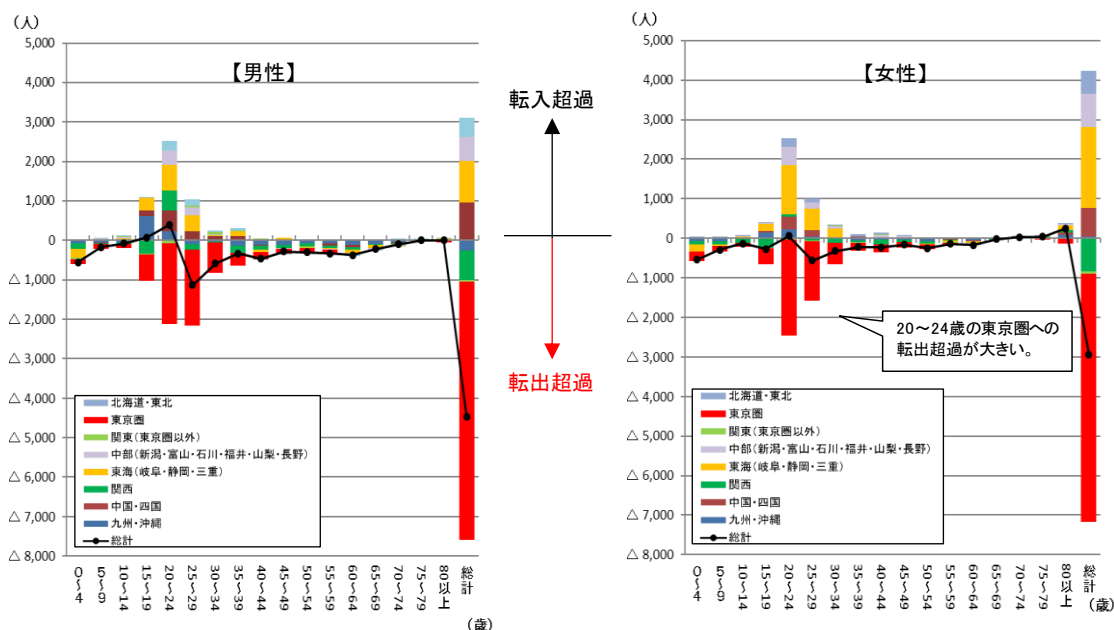 (人)
【男性】
5,000
4,000
3,000
2,000
1,000
0
△ 1,000
△ 2,000
△ 3,000
△ 4,000
△ 5,000
△ 6,000
△ 7,000
△ 8,000
北海道・東北
東京圏
関東(東京圏以外)
中部(新潟・富山・石川・福井・山梨・長野)
東海(岐阜・静岡・三重)
関西
中国・四国
九州・沖縄
総計
0~4
5~9
10~14
15~19
20~24
25~29
30~34
35~39
40~44
45~49
50~54
55~59
60~64
65~69
70~74
75~79
80以上
総計
(歳)
転入超過
転出超過
(人)
【女性】
5,000
4,000
3,000
2,000
1,000
0
△ 1,000
△ 2,000
△ 3,000
△ 4,000
△ 5,000
△ 6,000
△ 7,000
△ 8,000
20~24歳の東京圏への
転出超過が大きい。
北海道・東北
東京圏
関東(東京圏以外)
中部(新潟・富山・石川・福井・山梨・長野)
東海(岐阜・静岡・三重)
関西
中国・四国
九州・沖縄
総計
0~4
5~9
10~14
15~19
20~24
25~29
30~34
35~39
40~44
45~49
50~54
55~59
60~64
65~69
70~74
75~79
80以上
総計
(歳)